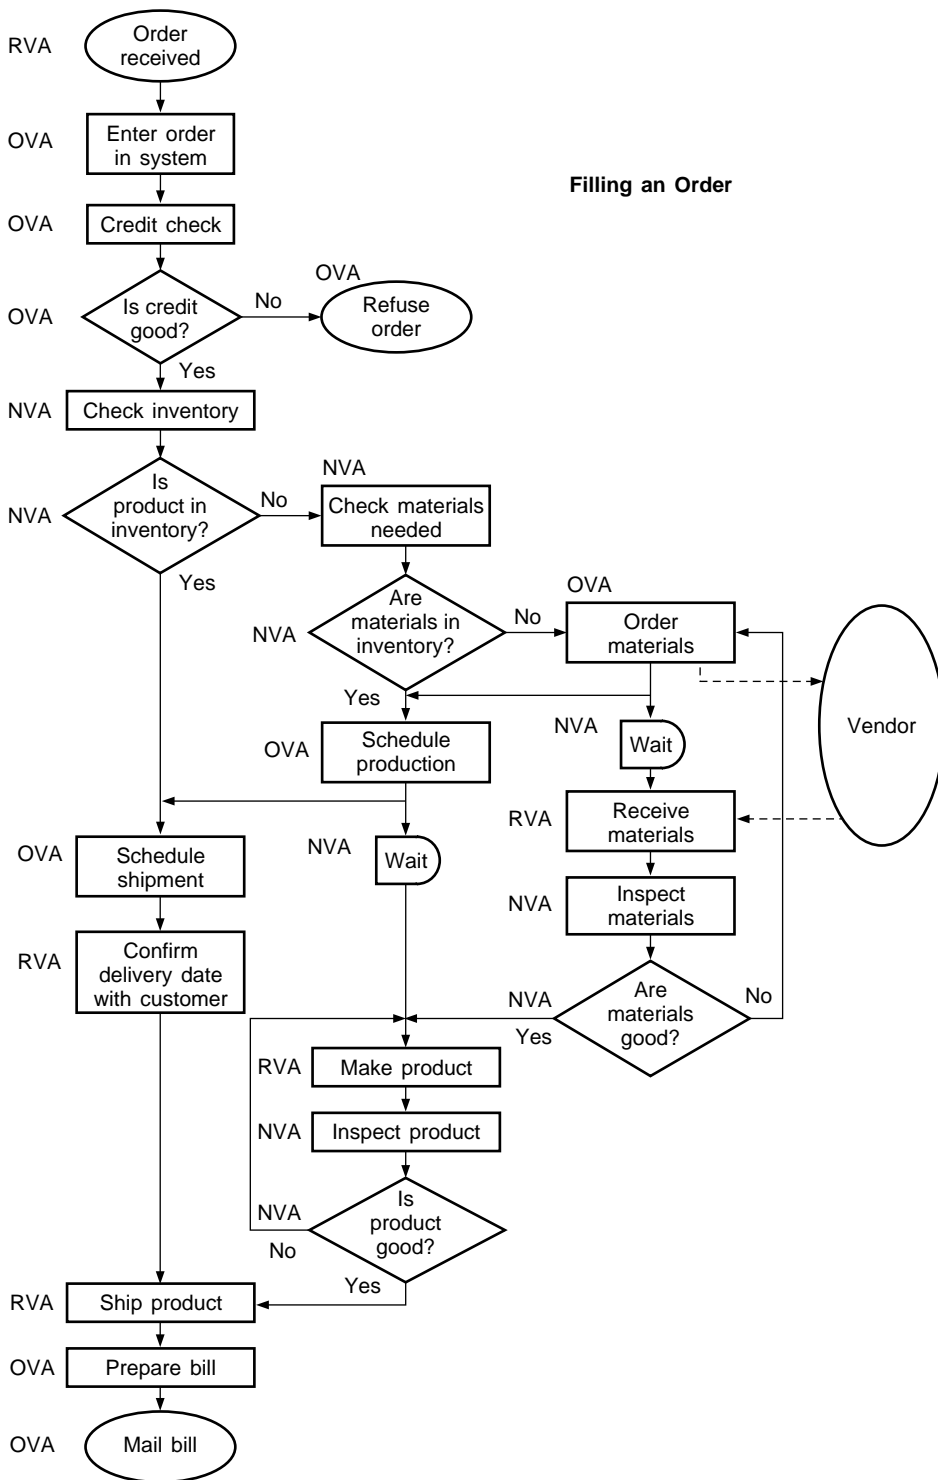 RVA
Order
received
OVA
Enter order
in system
Filling an Order
OVA
Credit check
OVA
Is credit
good?
No
OVA
Refuse
order
Yes
NVA
Check inventory
NVA
Is
product in
inventory?
No
NVA
Check materials
needed
Yes
NVA
Are
materials in
inventory?
No
OVA
Order
materials
Vendor
Yes
OVA
Schedule
production
NVA
Wait
RVA
Receive
materials
OVA
Schedule
shipment
NVA
Wait
NVA
Inspect
materials
RVA
Confirm
delivery date
with customer
NVA
Yes
Are
materials
good?
No
RVA
Make product
NVA
Inspect product
NVA
No
Is
product
good?
Yes
RVA
Ship product
OVA
Prepare bill
OVA
Mail bill